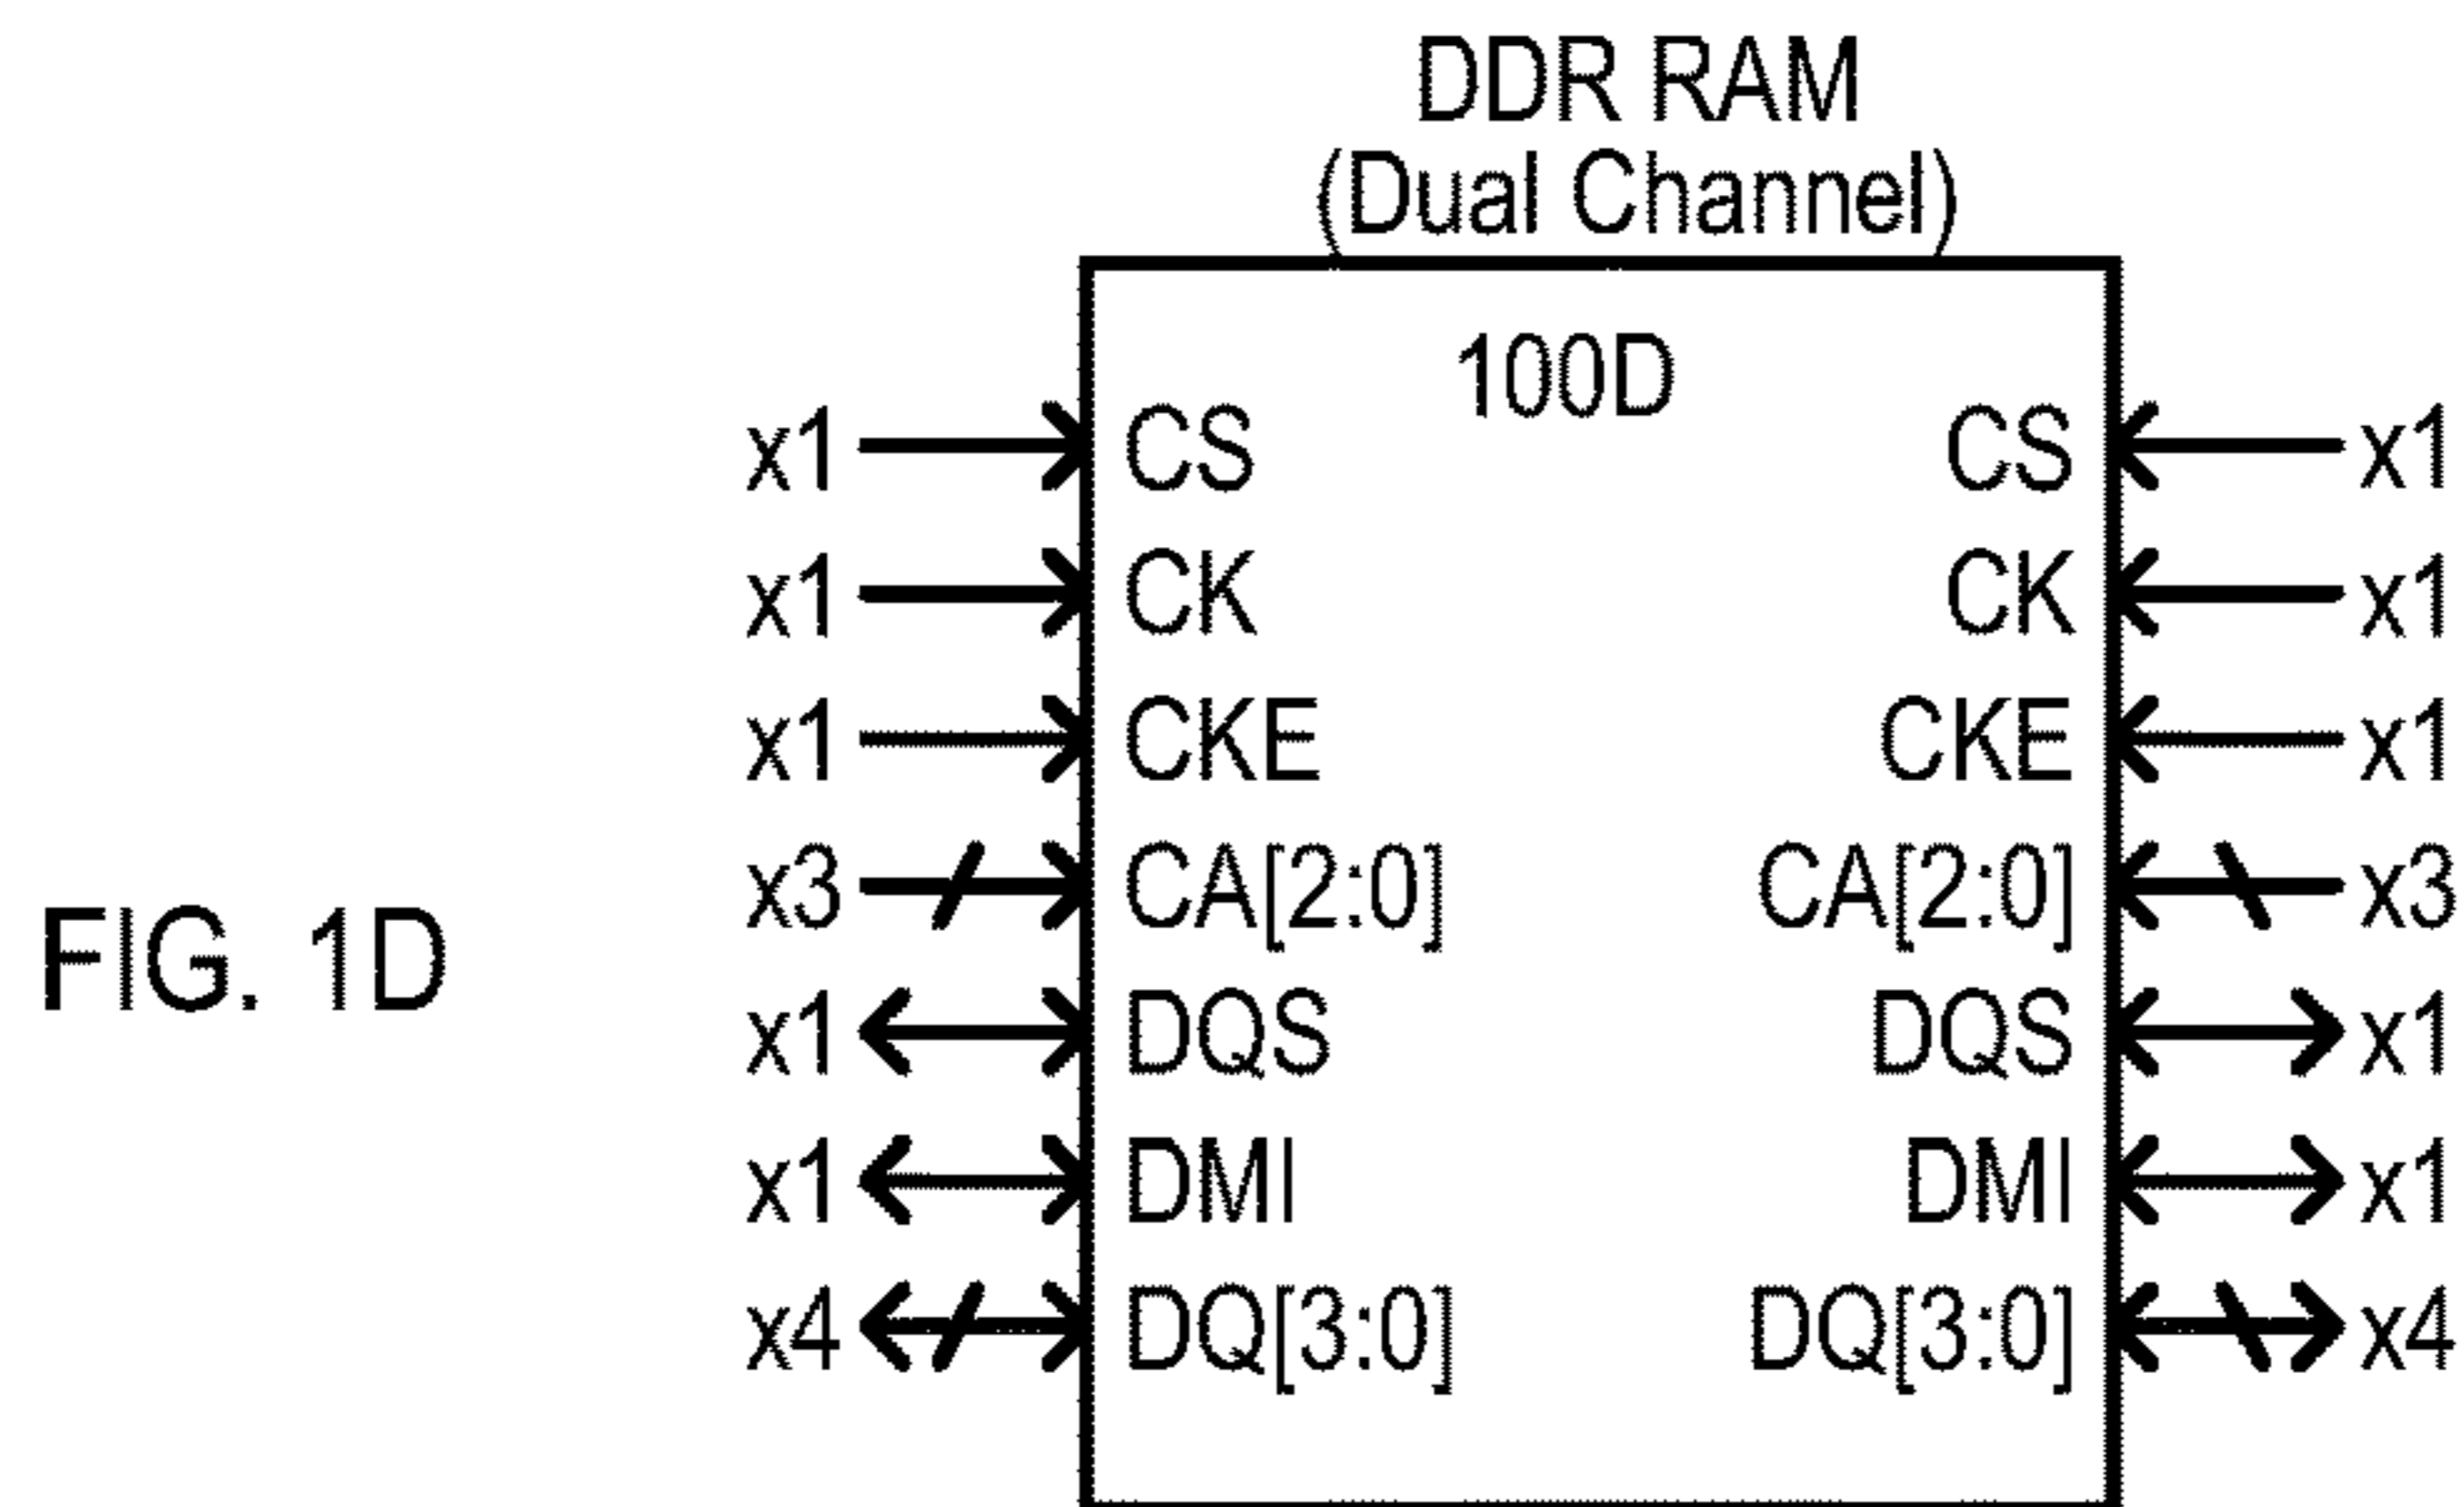 DDR RAM
(Dual Channel)
100D
x1 CS CS x1
x1 CK CK x1
x1 CKE CKE x1
x3 CA[2:0] CA[2:0] x3
x1 DQS DQS x1
x1 DMI DMI x1
x4 DQ[3:0] DQ[3:0] x4
FIG. 1D